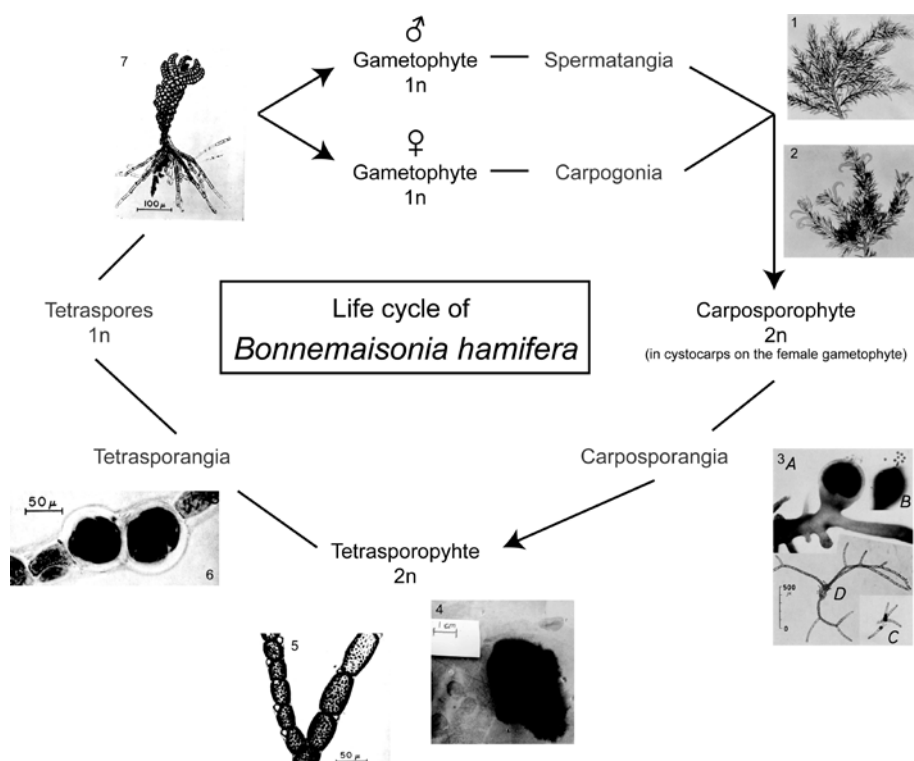 7
100 µ
♂
Gametophyte
1n
Spermatangia
♀
Gametophyte
1n
Carpogonia
1
2
Tetraspores
1n
Life cycle of
Bonnemaisonia hamifera
Carposporophyte
2n
(in cystocarps on the female gametophyte)
Tetrasporangia
Carposporangia
50 µ
6
Tetrasporopyhte
2n
3
A
B
500
µ
0
D
C
4
1 cm
5
50 µ